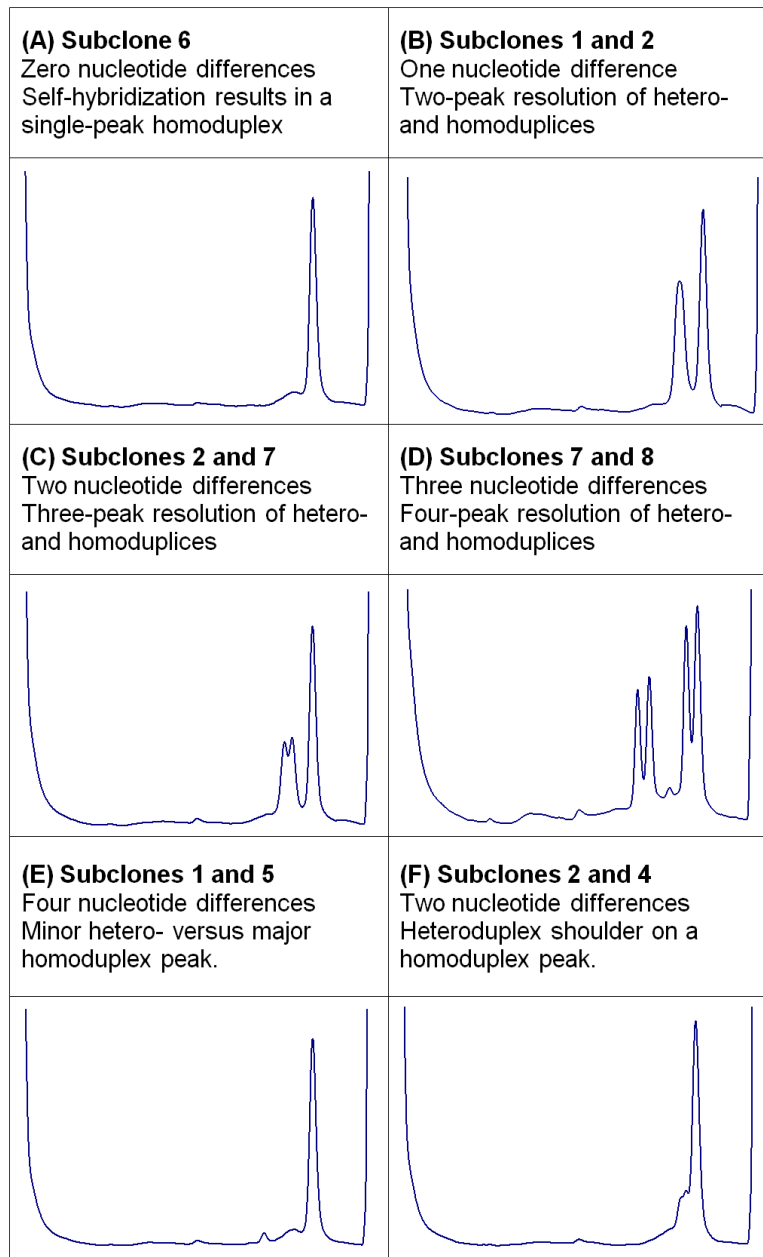 (A) Subclone 6
Zero nucleotide differences
Self-hybridization results in a
single-peak homoduplex
(B) Subclones 1 and 2
One nucleotide difference
Two-peak resolution of hetero-
and homoduplices
(C) Subclones 2 and 7
Two nucleotide differences
Three-peak resolution of hetero-
and homoduplices
(D) Subclones 7 and 8
Three nucleotide differences
Four-peak resolution of hetero-
and homoduplices
(E) Subclones 1 and 5
Four nucleotide differences
Minor hetero- versus major
homoduplex peak.
(F) Subclones 2 and 4
Two nucleotide differences
Heteroduplex shoulder on a
homoduplex peak.